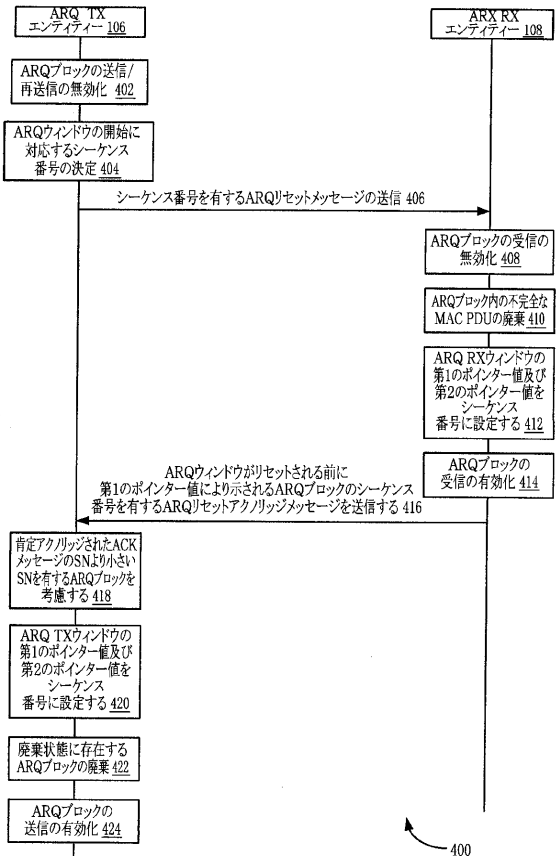 ARQ TX
エンティティー 106
ARX RX
エンティティー 108
ARQブロックの送信/
再送信の無効化 402
ARQウィンドウの開始に
対応するシーケンス
番号の決定 404
シーケンス番号を有するARQリセットメッセージの送信 406
ARQブロックの受信の
無効化 408
ARQブロック内の不完全な
MAC PDUの廃棄 410
ARQ RXウィンドウの
第1のポインター値及び
第2のポインター値を
シーケンス
番号に設定する 412
ARQブロックの
受信の有効化 414
ARQウィンドウがリセットされる前に
第1のポインター値により示されるARQブロックのシーケンス
番号を有するARQリセットアクノリッジメッセージを送信する 416
肯定アクノリッジされたACK
メッセージのSNより小さい
SNを有するARQブロックを
考慮する 418
ARQ TXウィンドウの
第1のポインター値及び
第2のポインター値を
シーケンス
番号に設定する 420
廃棄状態に存在する
ARQブロックの廃棄 422
ARQブロックの
送信の有効化 424
400